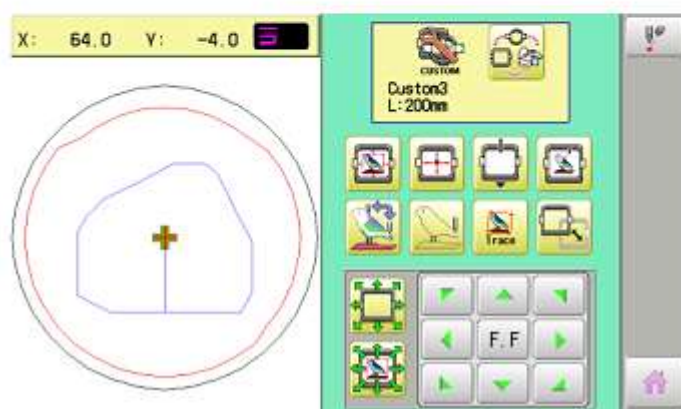 X: 64.0 Y: -4.0
CUSTOM
Custom3
L:200mm
Trace
F.F